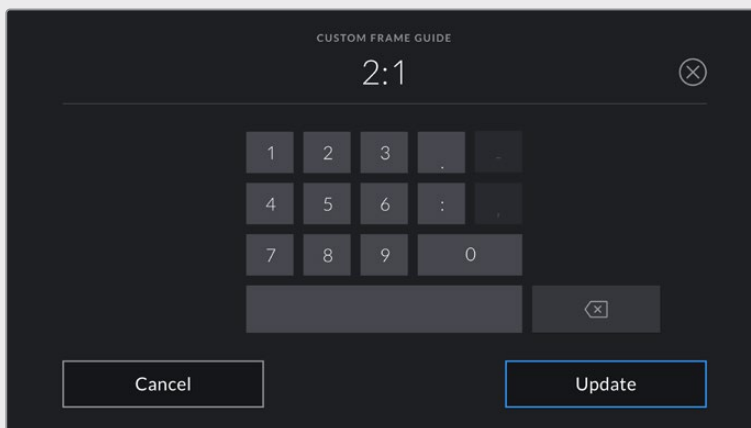 CUSTOM FRAME GUIDE
2:1
1 2 3 . -
4 5 6 : ,
7 8 9 0
Cancel Update